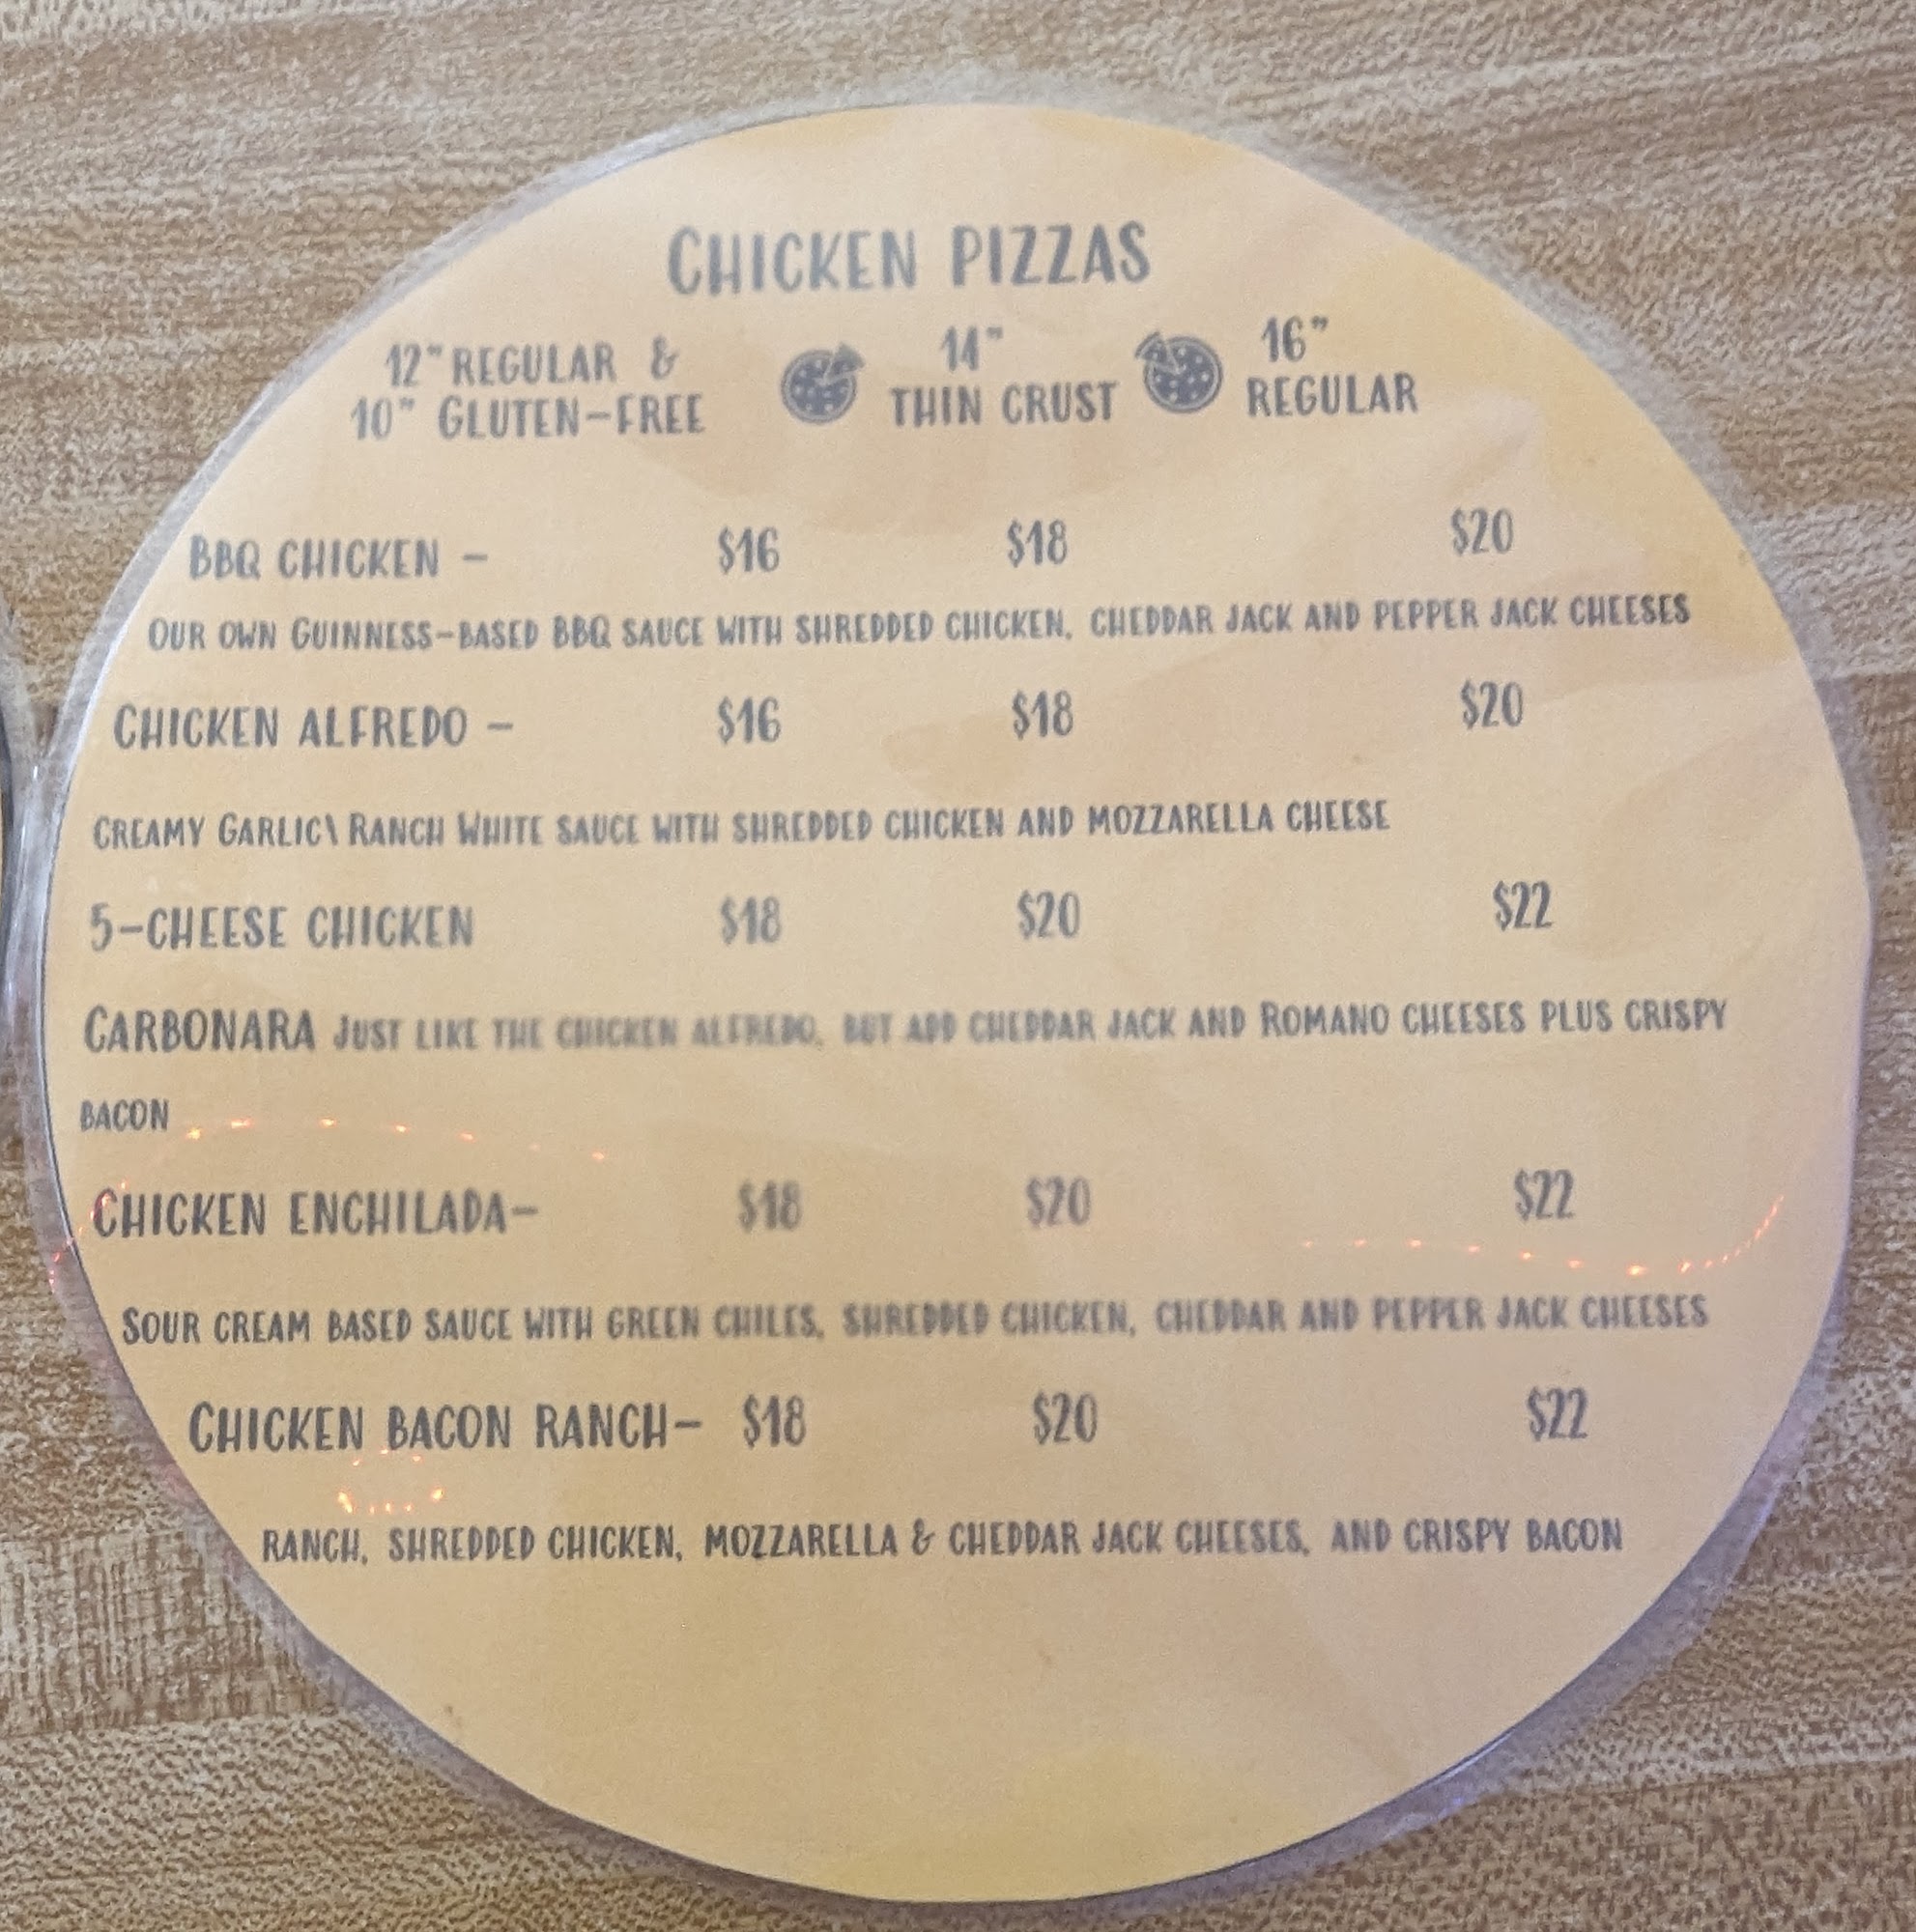 CHICKEN PIZZAS
12" REGULAR & 14" 16"
10" GLUTEN-FREE THIN CRUST REGULAR
BBQ CHICKEN - $16 $18 $20
OUR OWN GUINNESS-BASED BBQ SAUCE WITH SHREDDED CHICKEN, CHEDDAR JACK AND PEPPER JACK CHEESES
CHICKEN ALFREDO - $16 $18 $20
CREAMY GARLIC\ RANCH WHITE SAUCE WITH SHREDDED CHICKEN AND MOZZARELLA CHEESE
5-CHEESE CHICKEN $18 $20 $22
CARBONARA JUST LIKE THE CHICKEN ALFREDO, BUT ADD CHEDDAR JACK AND ROMANO CHEESES PLUS CRISPY
BACON
CHICKEN ENCHILADA- $18 $20 $22
SOUR CREAM BASED SAUCE WITH GREEN CHILES, SHREDDED CHICKEN, CHEDDAR AND PEPPER JACK CHEESES
CHICKEN BACON RANCH- $18 $20 $22
RANCH, SHREDDED CHICKEN, MOZZARELLA & CHEDDAR JACK CHEESES, AND CRISPY BACON